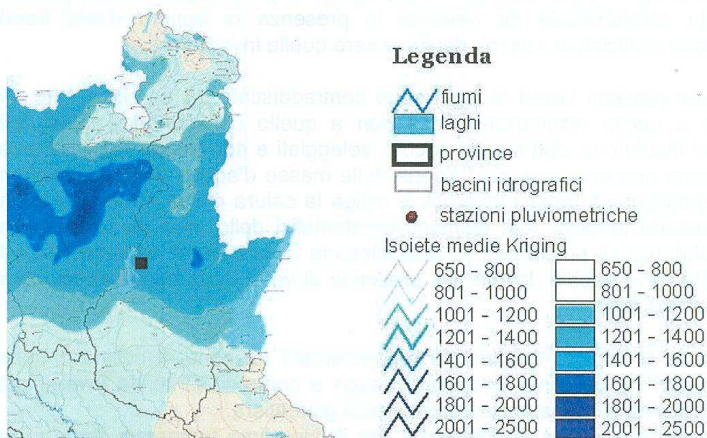 Legenda
fiumi
laghi
province
bacini idrografici
stazioni pluviometriche
Isoiete medie Kriging
650 - 800 650 - 800
801 - 1000 801 - 1000
1001 - 1200 1001 - 1200
1201 - 1400 1201 - 1400
1401 - 1600 1401 - 1600
1601 - 1800 1601 - 1800
1801 - 2000 1801 - 2000
2001 - 2500 2001 - 2500